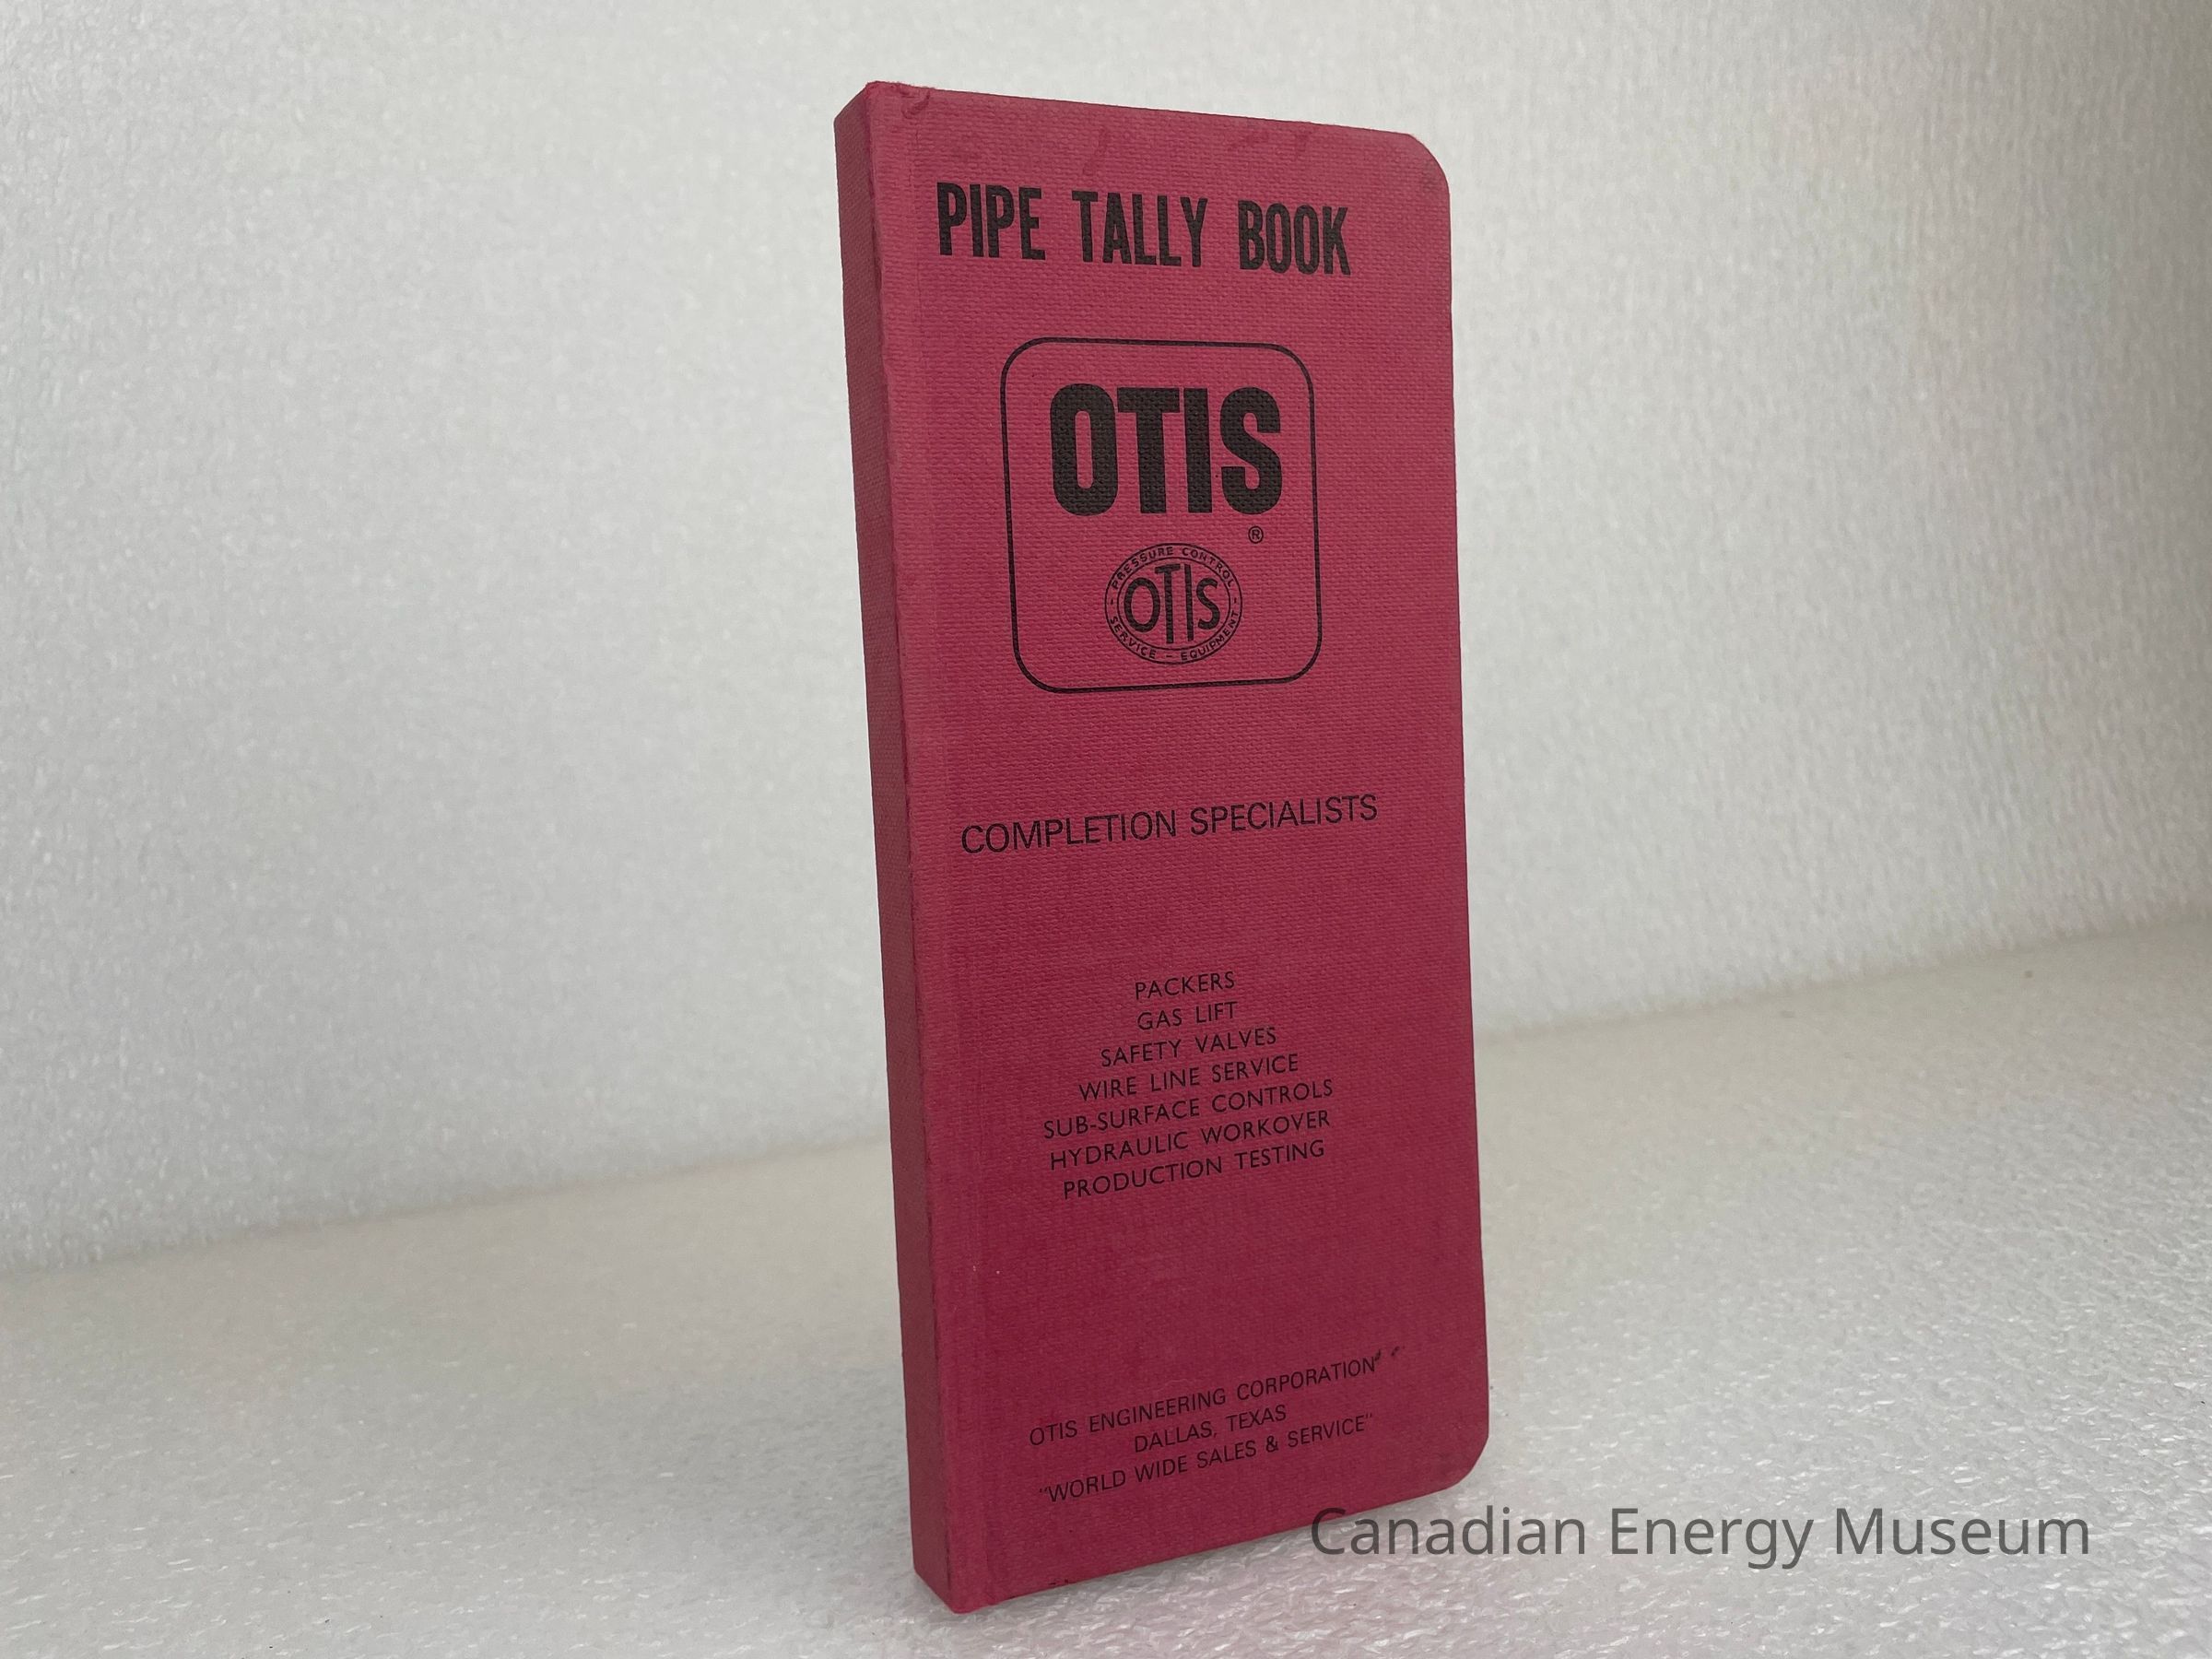 PIPE TALLY BOOK
OTIS
®
PRESSURE CONTROL
OTIS
SERVICE - EQUIPMENT
COMPLETION SPECIALISTS
PACKERS
GAS LIFT
SAFETY VALVES
WIRE LINE SERVICE
SUB-SURFACE CONTROLS
HYDRAULIC WORKOVER
PRODUCTION TESTING
OTIS ENGINEERING CORPORATION
DALLAS, TEXAS
"WORLD WIDE SALES & SERVICE"
Canadian Energy Museum